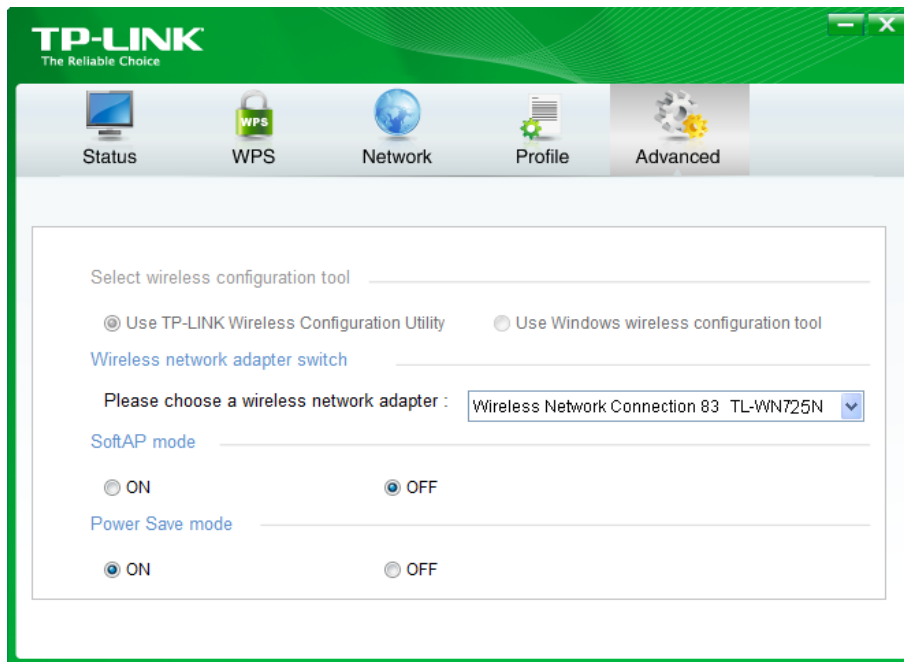 TP-LINK
The Reliable Choice
Status WPS Network Profile Advanced
WPS
Select wireless configuration tool
Use TP-LINK Wireless Configuration Utility Use Windows wireless configuration tool
Wireless network adapter switch
Please choose a wireless network adapter : Wireless Network Connection 83 TL-WN725N
SoftAP mode
ON OFF
Power Save mode
ON OFF